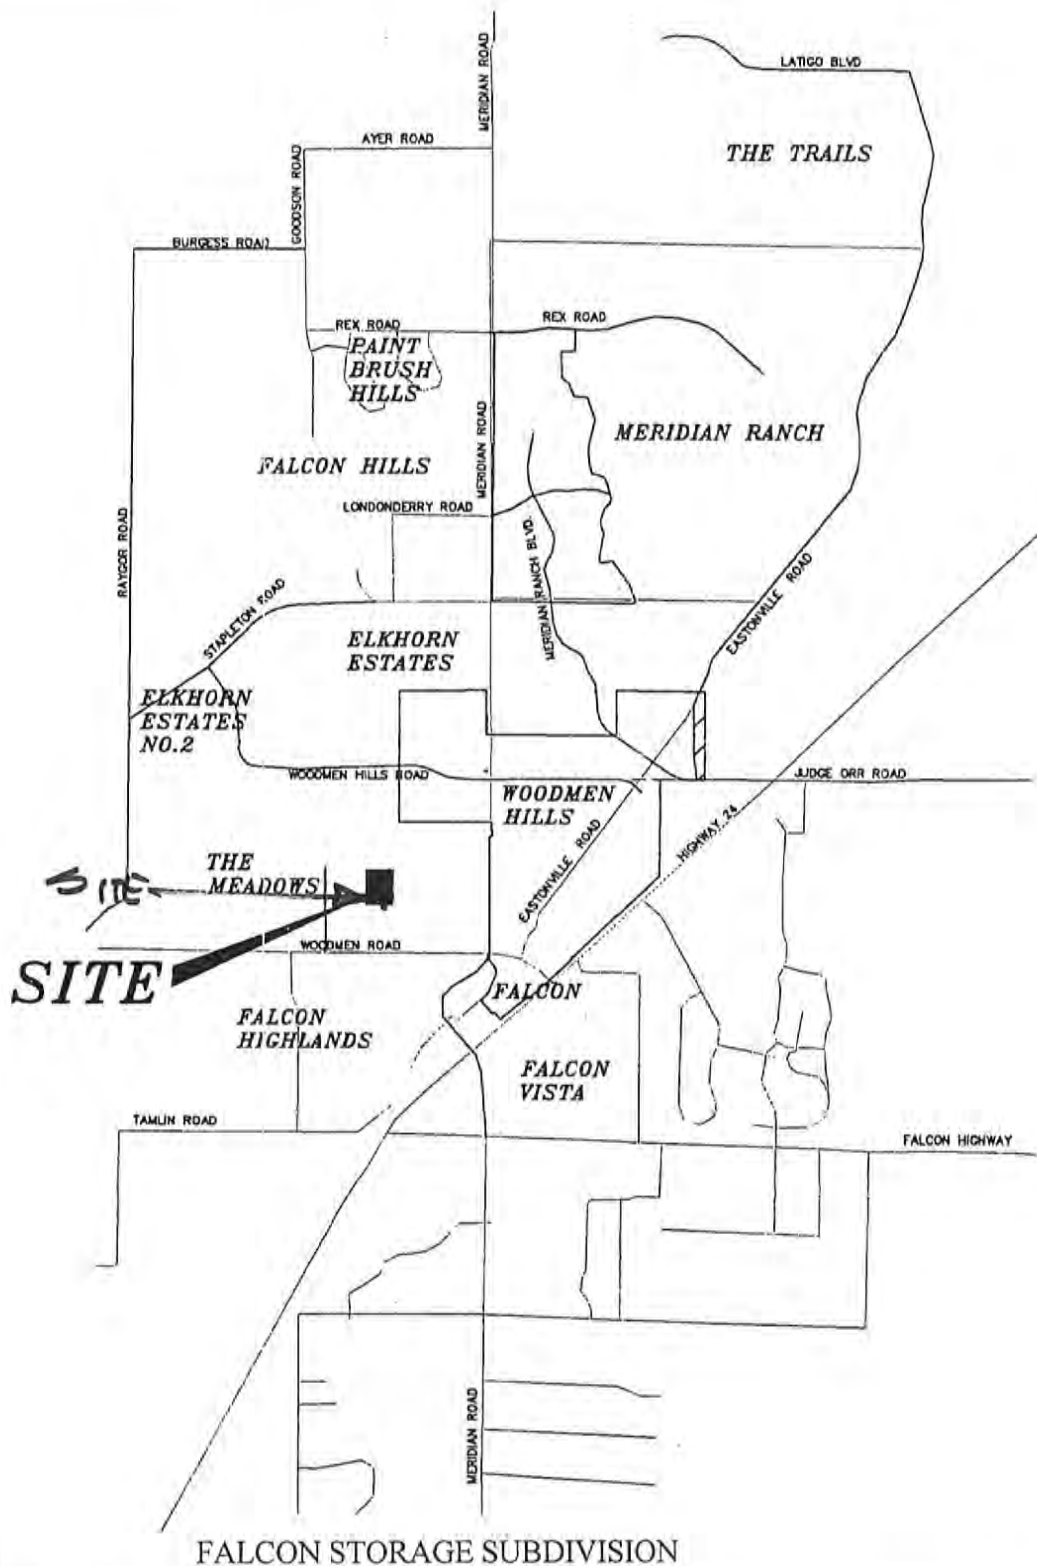 MERIDIAN ROAD
LATIGO BLVD
AYER ROAD
THE TRAILS
GOODSON ROAD
BURGESS ROAD
REX ROAD
REX ROAD
PAINT
BRUSH
HILLS
MERIDIAN ROAD
MERIDIAN RANCH
FALCON HILLS
LONDONDERRY ROAD
RAYGOR ROAD
MERIDIAN RANCH BLVD.
EASTONVILLE ROAD
STAPLETON ROAD
ELKHORN
ESTATES
ELKHORN
ESTATES
NO.2
WOODMEN HILLS ROAD
JUDGE ORR ROAD
WOODMEN
HILLS
HIGHWAY 24
EASTONVILLE ROAD
THE
MEADOWS
SITE
WOODMEN ROAD
SITE
FALCON
FALCON
HIGHLANDS
FALCON
VISTA
TAMLIN ROAD
FALCON HIGHWAY
MERIDIAN ROAD
FALCON STORAGE SUBDIVISION